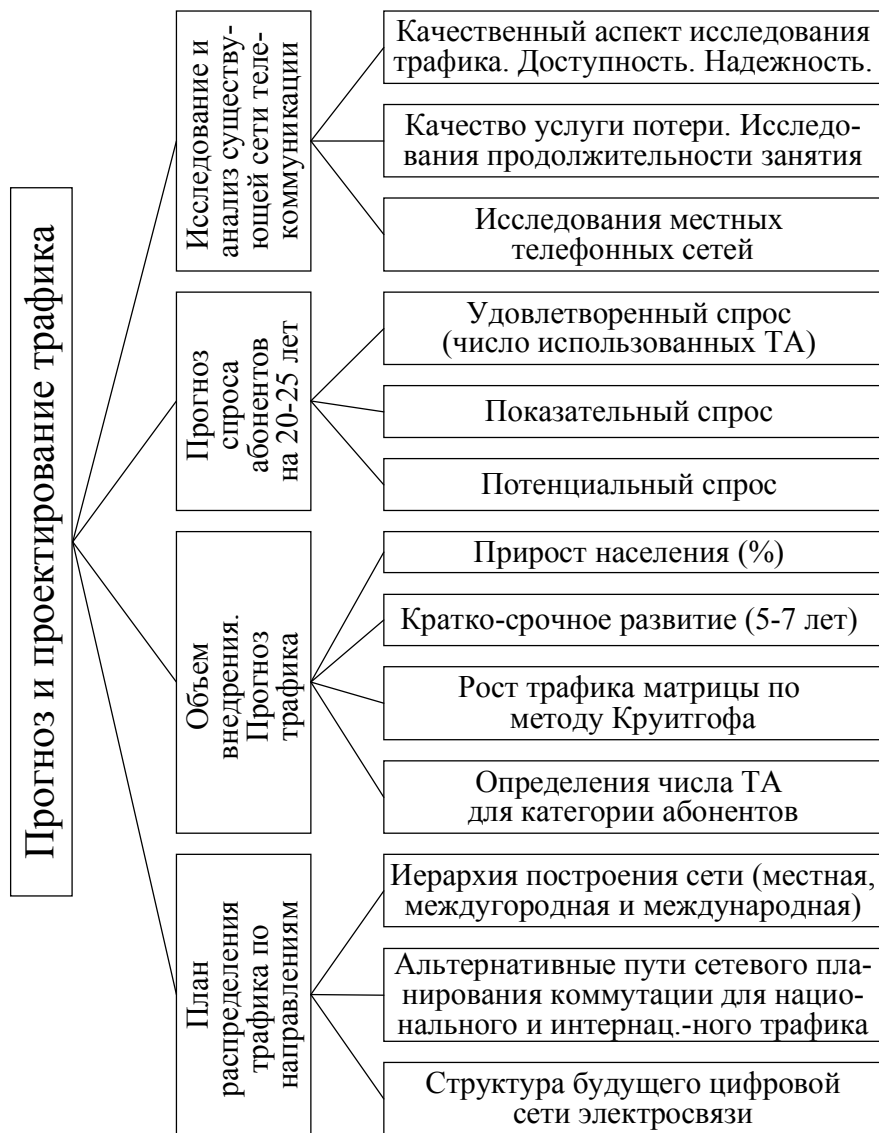 Прогноз и проектирование трафика
Исследование и
анализ существу-
ющей сети теле-
коммуникации
Качественный аспект исследования
трафика. Доступность. Надежность.
Качество услуги потери. Исследо-
вания продолжительности занятия
Исследования местных
телефонных сетей
Прогноз
спроса
абонентов
на 20-25 лет
Удовлетворенный спрос
(число использованных ТА)
Показательный спрос
Потенциальный спрос
Объем
внедрения.
Прогноз
трафика
Прирост населения (%)
Кратко-срочное развитие (5-7 лет)
Рост трафика матрицы по
методу Круитгофа
Определения числа ТА
для категории абонентов
План
распределения
трафика по
направлениям
Иерархия построения сети (местная,
междугородная и международная)
Альтернативные пути сетевого пла-
нирования коммутации для нацио-
нального и интернац.-ного трафика
Структура будущего цифровой
сети электросвязи